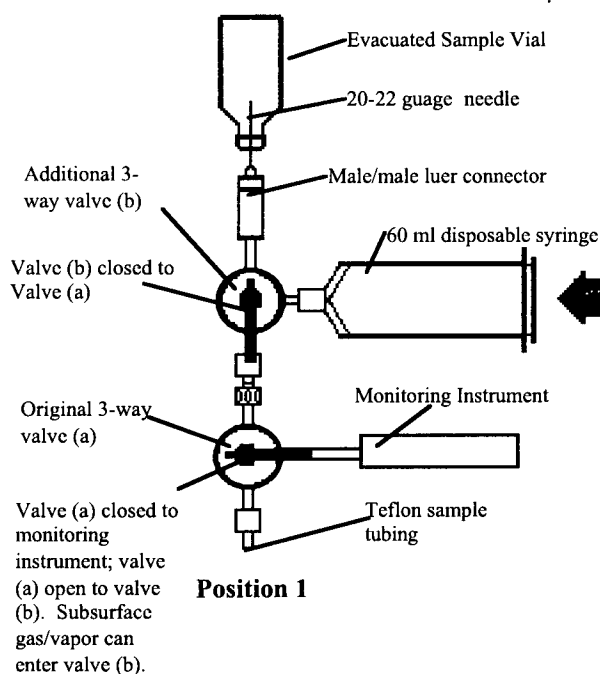 Evacuated Sample Vial
20-22 guage needle
Additional 3-
way valve (b)
Male/male luer connector
60 ml disposable syringe
Valve (b) closed to
Valve (a)
Monitoring Instrument
Original 3-way
valve (a)
Valve (a) closed to
monitoring
instrument; valve
(a) open to valve
(b). Subsurface
gas/vapor can
enter valve (b).
Teflon sample
tubing
Position 1